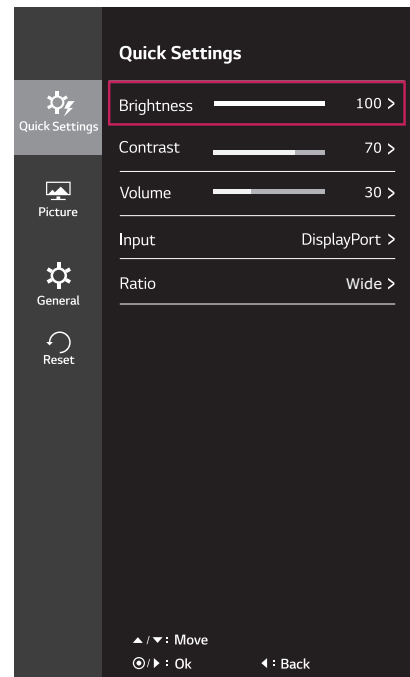 Quick Settings
Quick Settings
Brightness 100 >
Contrast 70 >
Volume 30 >
Picture
Input DisplayPort >
General
Ratio Wide >
Reset
▲/▼: Move
◉/▶ : Ok ◀ : Back